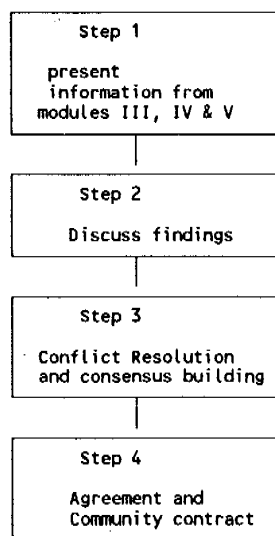 Step 1
present
information from
modules III, IV & V
Step 2
Discuss findings
Step 3
Conflict Resolution
and consensus building
Step 4
Agreement and
Community contract